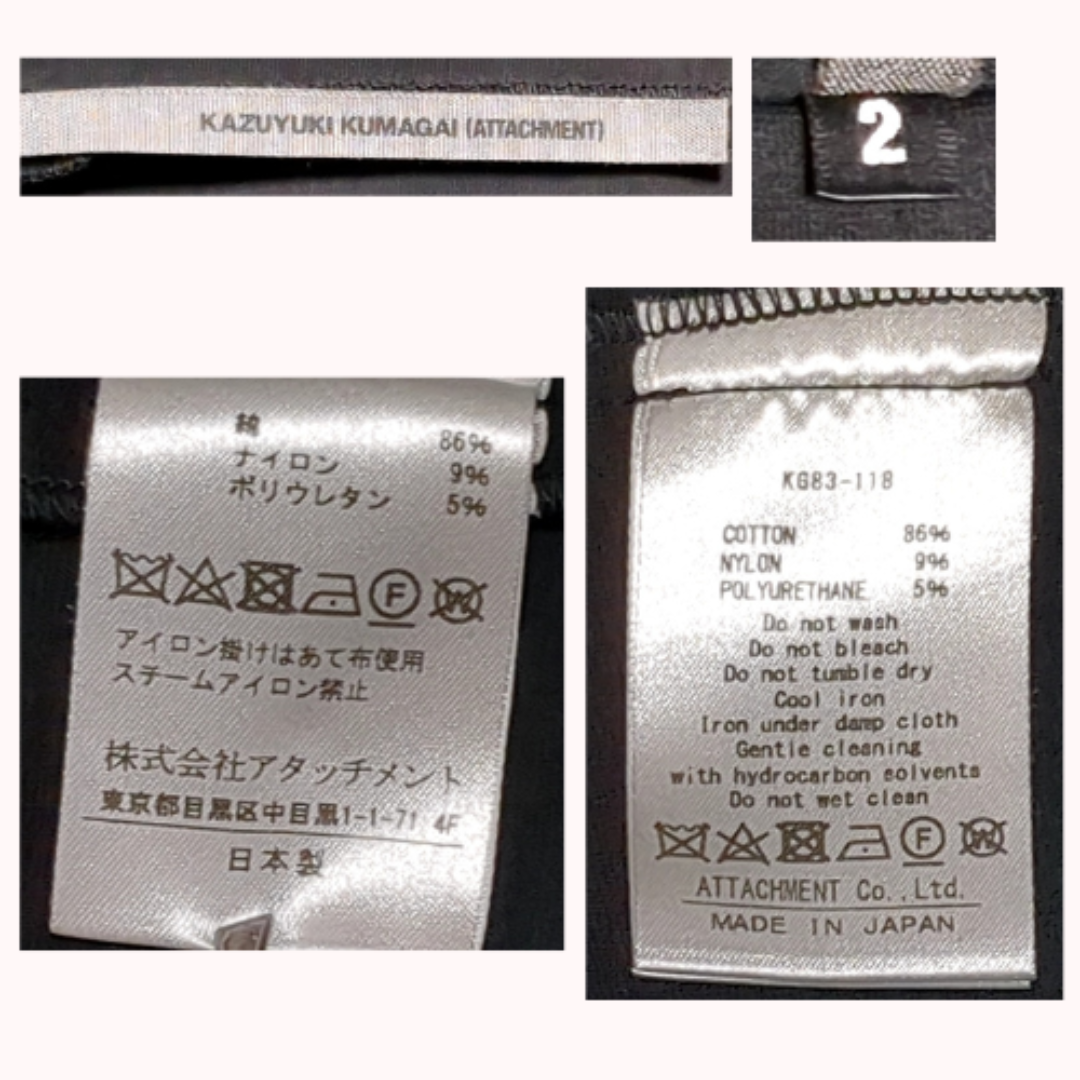 KAZUYUKI KUMAGAI (ATTACHMENT)
2
綿 86%
ナイロン 9%
ポリウレタン 5%
F W
アイロン掛けはあて布使用
スチームアイロン禁止
株式会社アタッチメント
東京都目黒区中目黒1-1-71 4F
日本製
KG83-118
COTTON 86%
NYLON 9%
POLYURETHANE 5%
Do not wash
Do not bleach
Do not tumble dry
Cool iron
Iron under damp cloth
Gentle cleaning
with hydrocarbon solvents
Do not wet clean
F W
ATTACHMENT Co.,Ltd.
MADE IN JAPAN